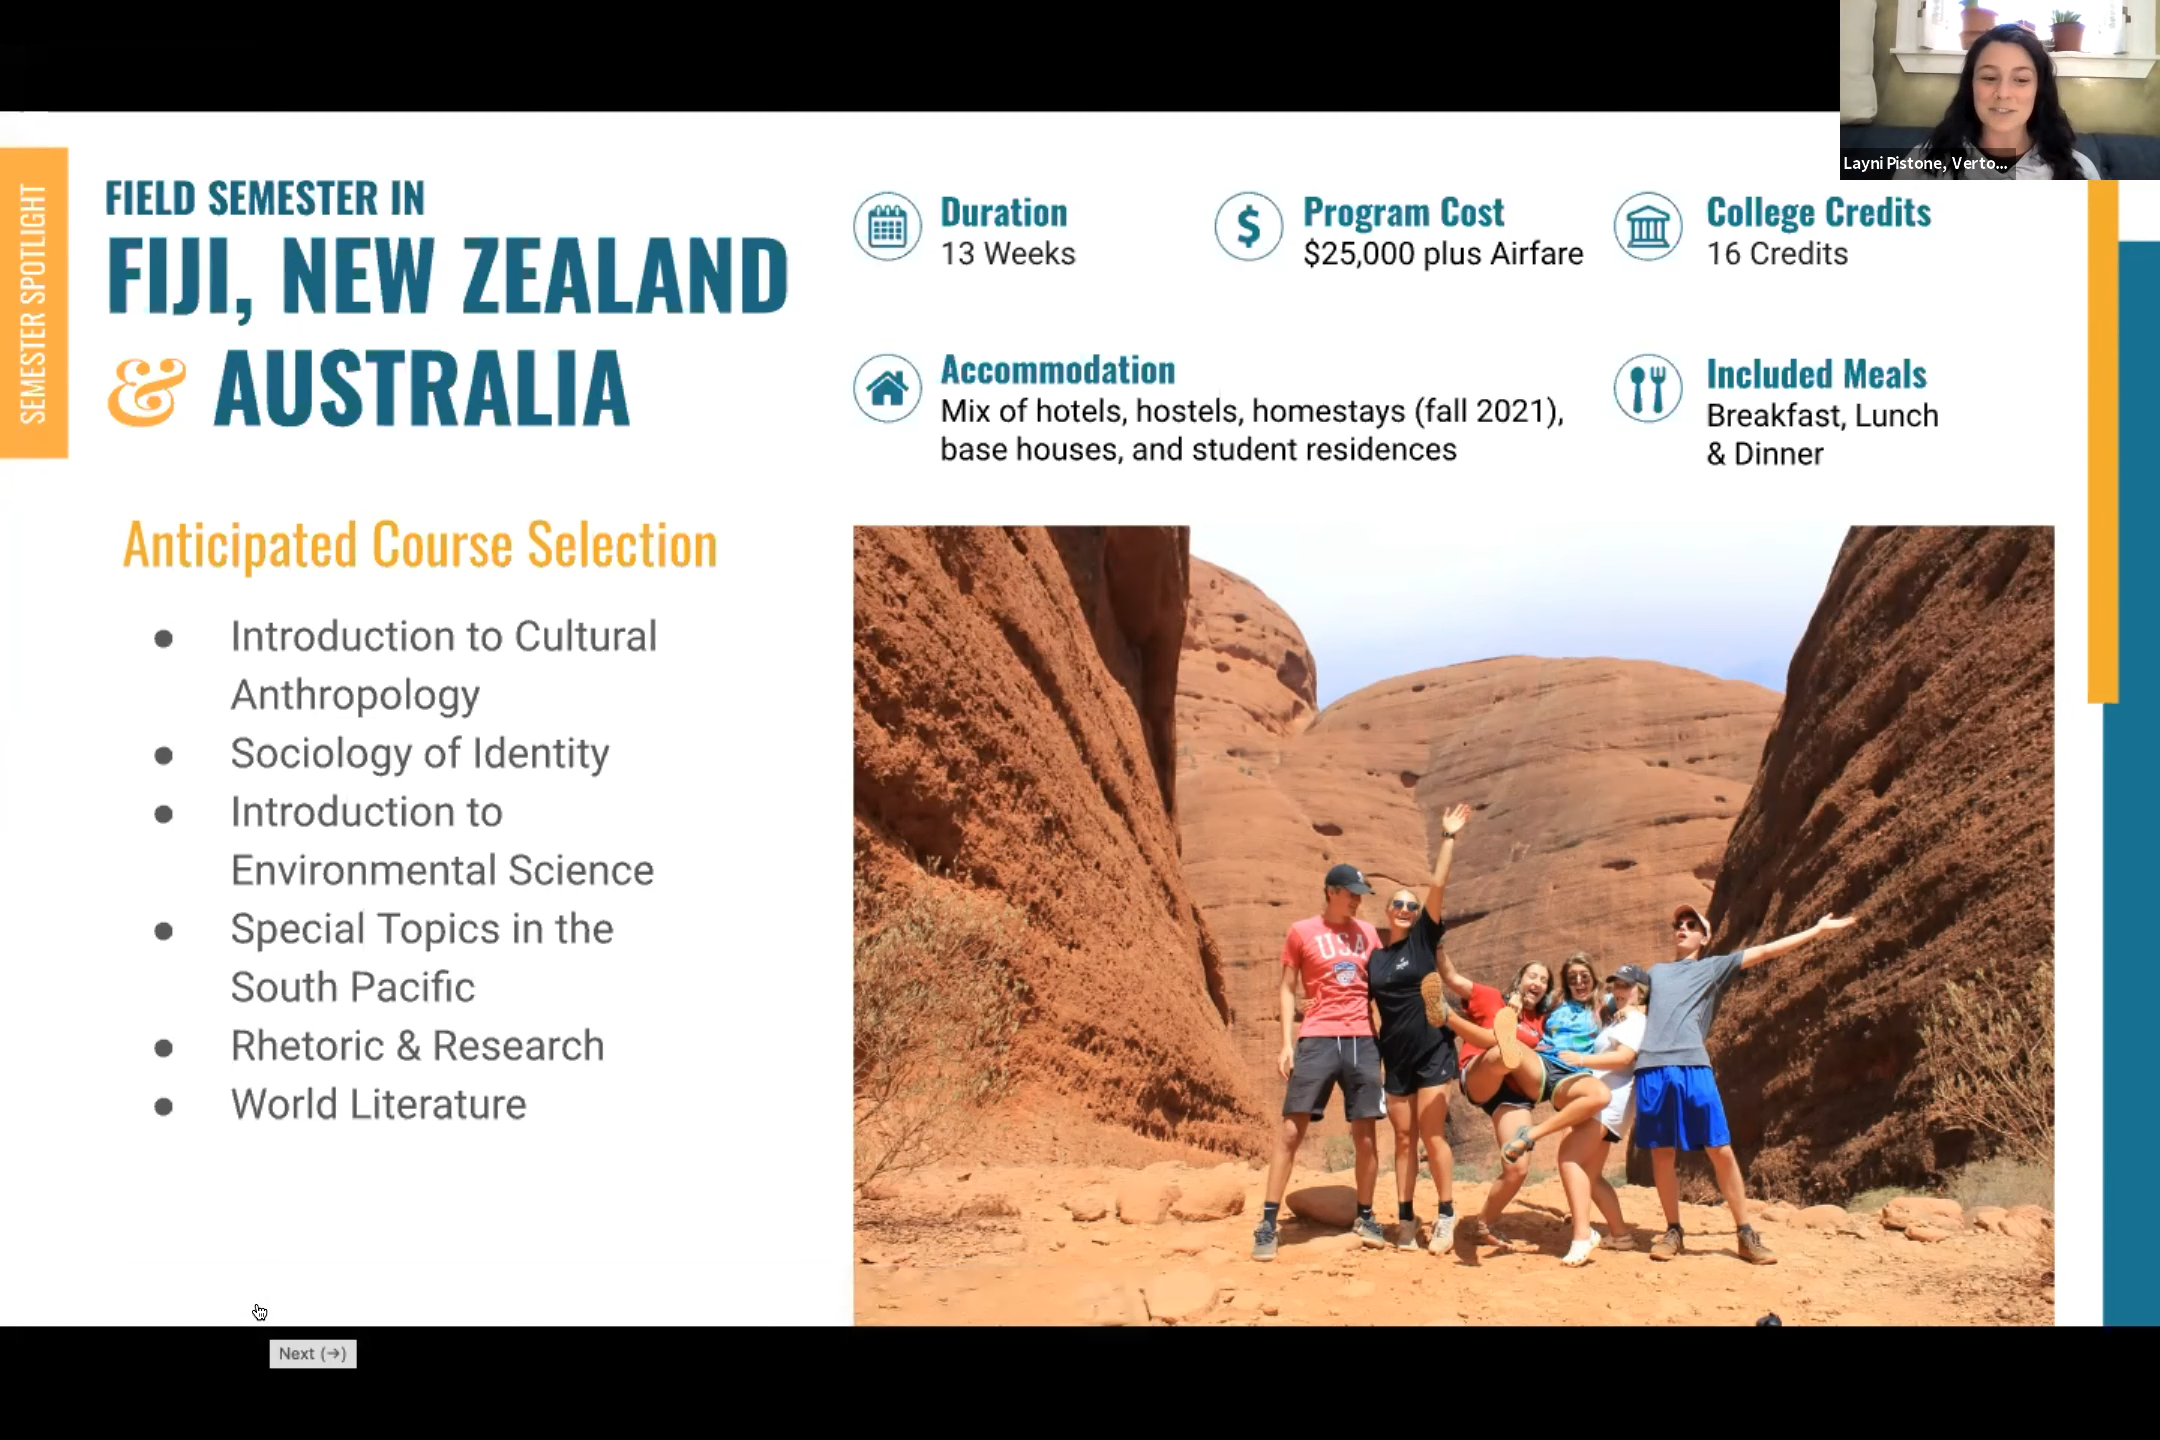 Layni Pistone, Verto...
SEMESTER SPOTLIGHT
FIELD SEMESTER IN
FIJI, NEW ZEALAND
& AUSTRALIA
Duration
13 Weeks
Program Cost
$25,000 plus Airfare
College Credits
16 Credits
Accommodation
Mix of hotels, hostels, homestays (fall 2021),
base houses, and student residences
Included Meals
Breakfast, Lunch
& Dinner
Anticipated Course Selection
● Introduction to Cultural
Anthropology
● Sociology of Identity
● Introduction to
Environmental Science
● Special Topics in the
South Pacific
● Rhetoric & Research
● World Literature
USA
Next (→)